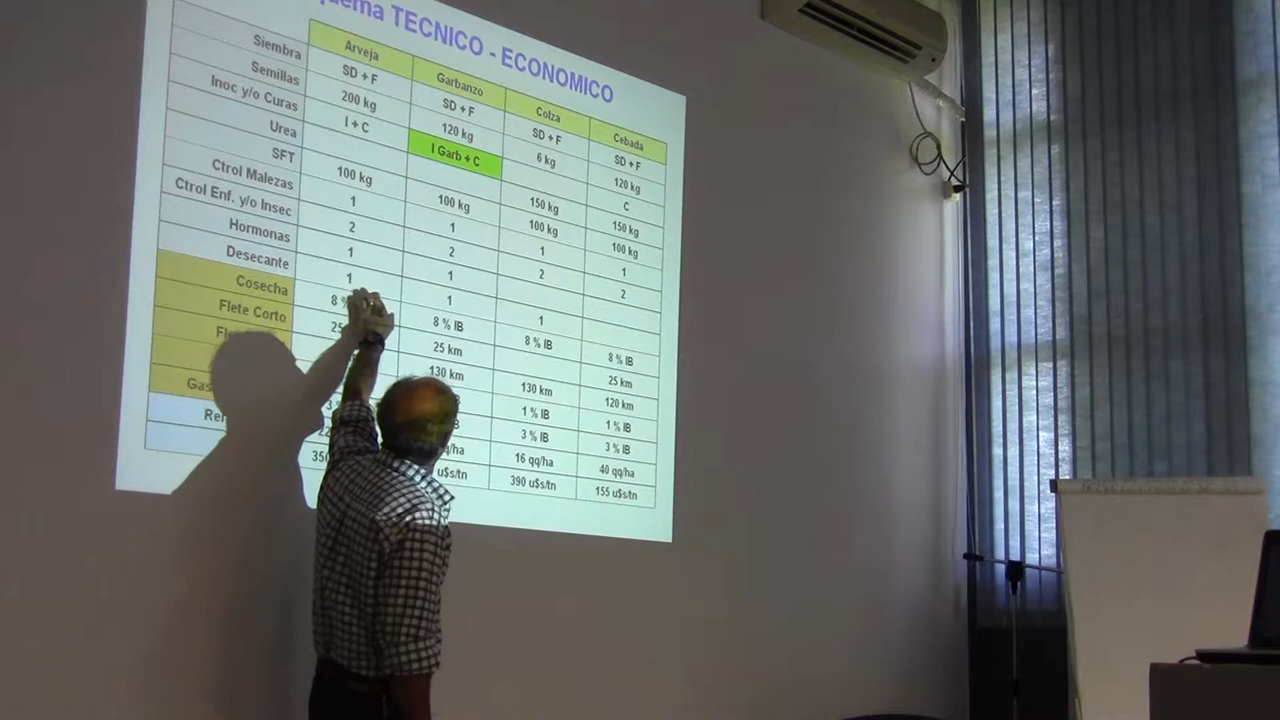 TECNICO - ECONOMICO
Arveja Garbanzo Colza Cebada
Siembra SD + F SD + F SD + F SD + F
Semillas 200 kg 120 kg 6 kg 120 kg
Inoc y/o Curas I + C I Garb + C C
Urea 150 kg 150 kg
SFT 100 kg 100 kg 100 kg 100 kg
Ctrol Malezas 1 1 1 1
Ctrol Enf. y/o Insec 2 2 2 2
Hormonas 1 1
Desecante 1 1 1
Cosecha 8 % IB 8 % IB 8 % IB
Flete Corto 25 km 25 km
130 km 130 km 120 km
1 % IB 1 % IB
3 % IB 3 % IB
16 qq/ha 40 qq/ha
u$s/tn 390 u$s/tn 155 u$s/tn